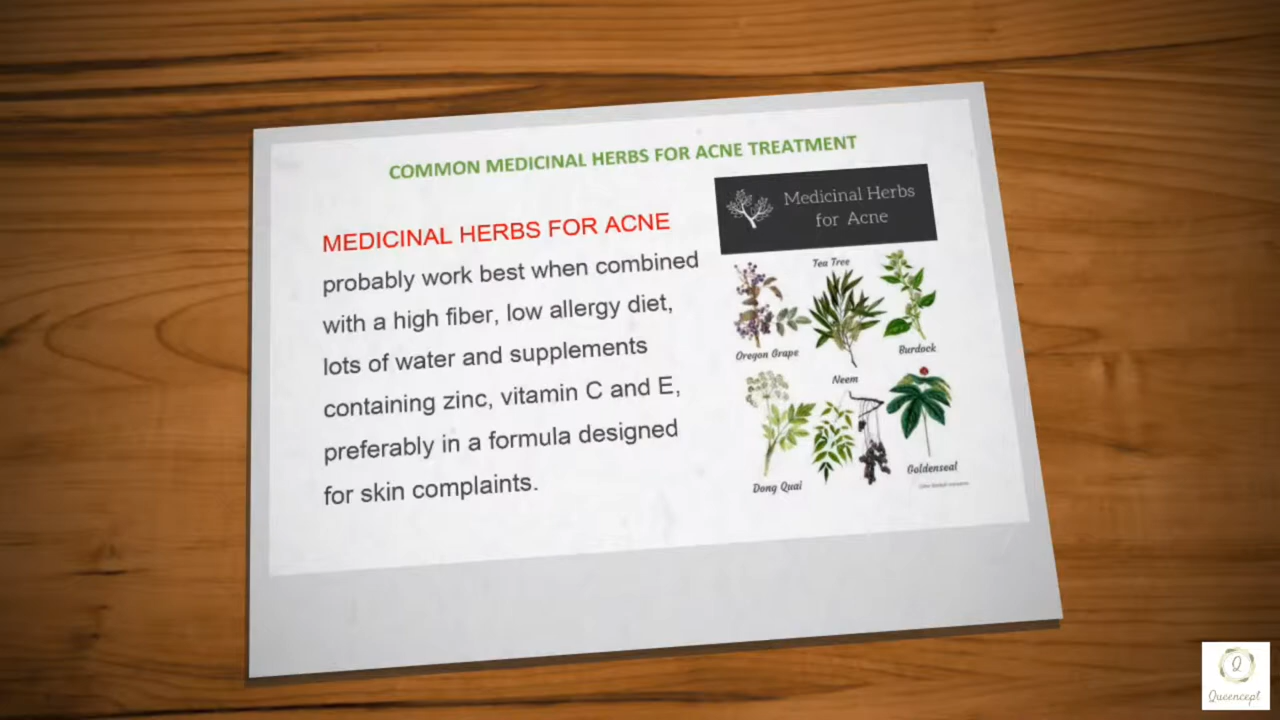 COMMON MEDICINAL HERBS FOR ACNE TREATMENT
MEDICINAL HERBS FOR ACNE
probably work best when combined
with a high fiber, low allergy diet,
lots of water and supplements
containing zinc, vitamin C and E,
preferably in a formula designed
for skin complaints.
Medicinal Herbs
for Acne
Tea Tree
Oregon Grape
Burdock
Neem
Goldenseal
Dong Quai
Q
Queencept